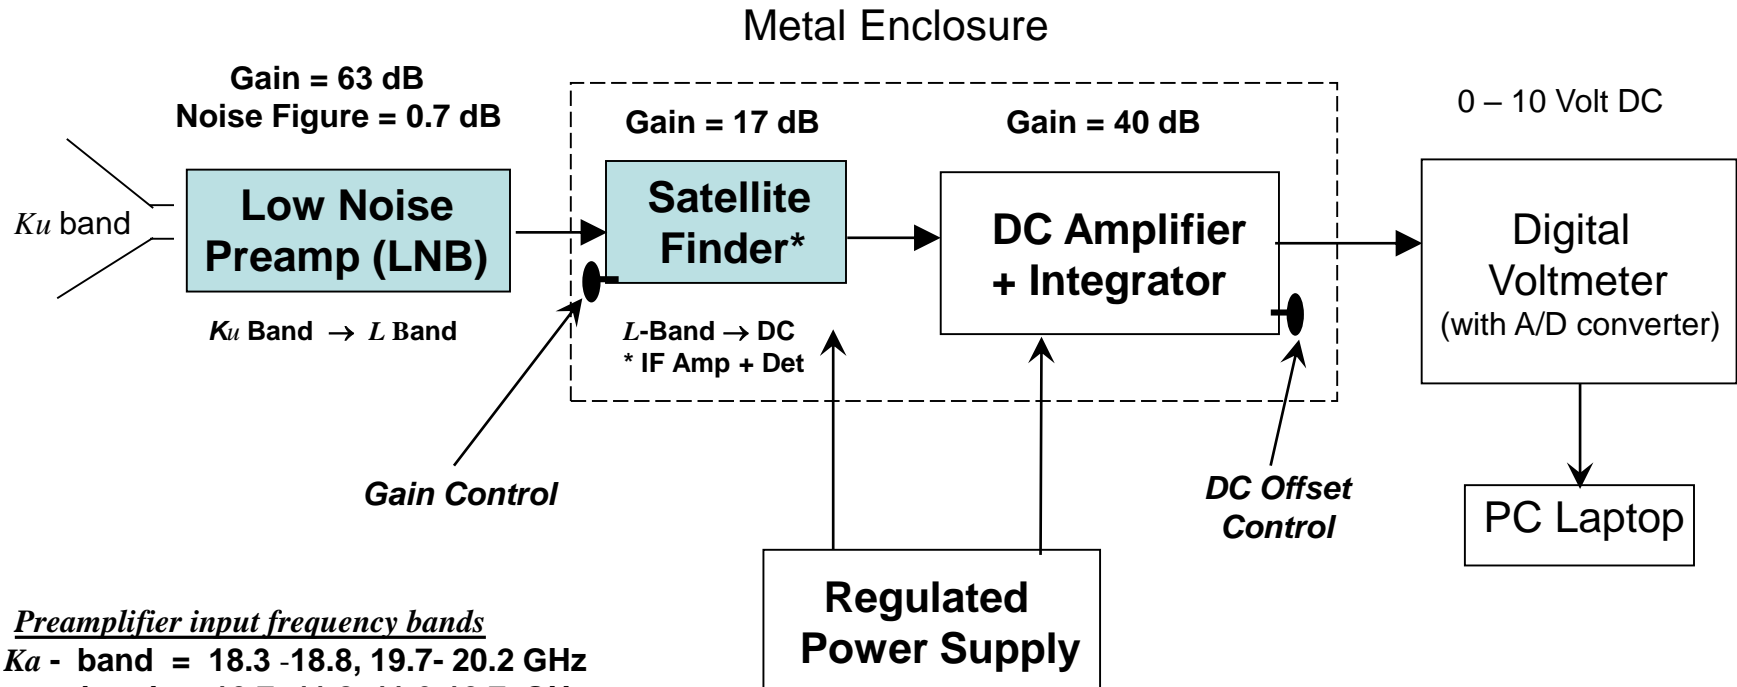 Metal Enclosure
Gain = 63 dB
Noise Figure = 0.7 dB
Gain = 17 dB
Gain = 40 dB
0 – 10 Volt DC
Ku band
Low Noise
Preamp (LNB)
Satellite
Finder*
DC Amplifier
+ Integrator
Digital
Voltmeter
(with A/D converter)
Ku Band → L Band
L-Band → DC
* IF Amp + Det
Gain Control
DC Offset
Control
PC Laptop
Regulated
Power Supply
Preamplifier input frequency bands
Ka - band = 18.3 -18.8, 19.7- 20.2 GHz